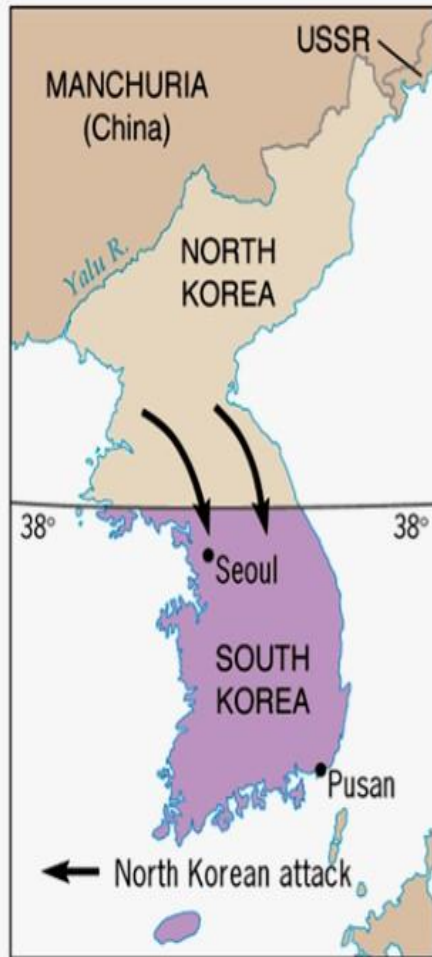 USSR
MANCHURIA
(China)
Yalu R.
NORTH
KOREA
38°
38°
Seoul
SOUTH
KOREA
Pusan
North Korean attack